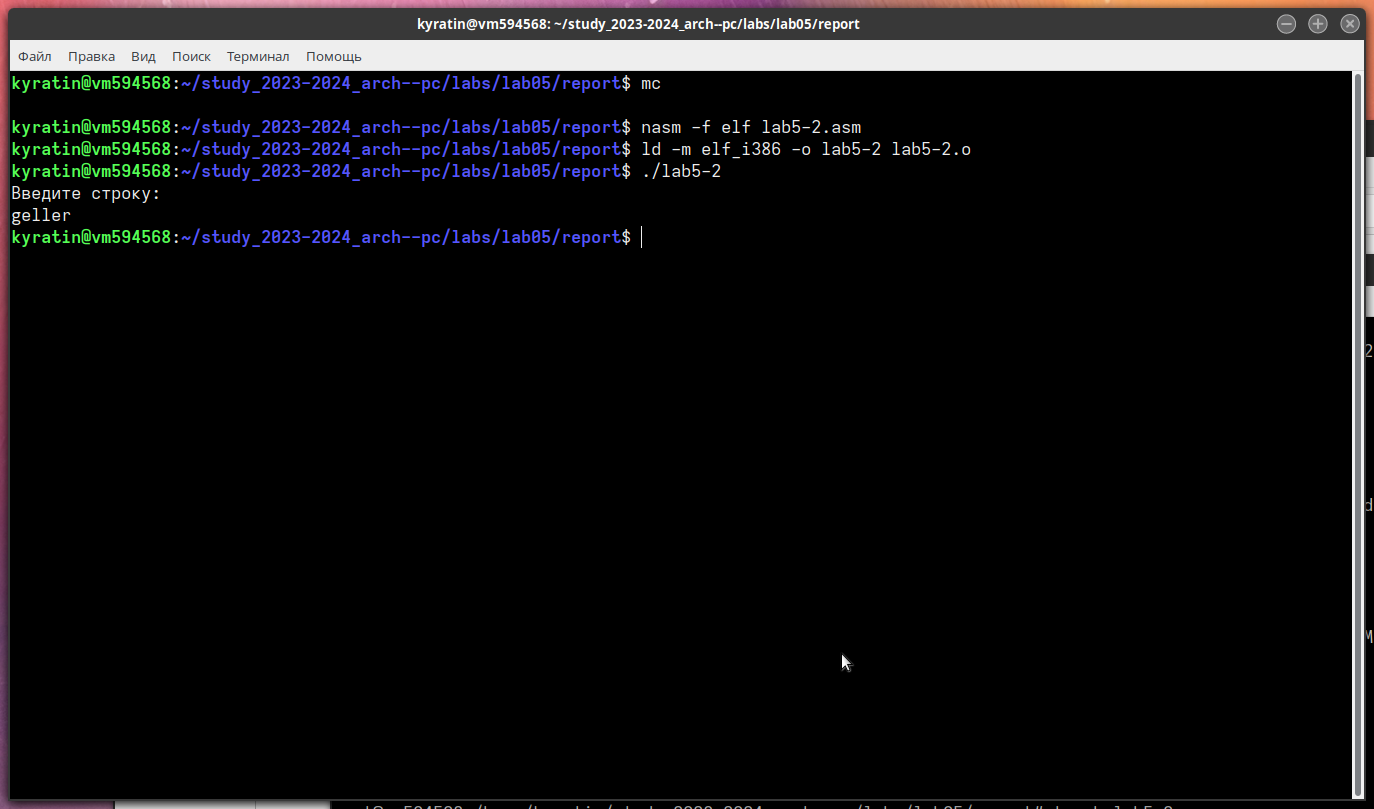 kyratin@vm594568: ~/study_2023-2024_arch--pc/labs/lab05/report
Файл Правка Вид Поиск Терминал Помощь
kyratin@vm594568:~/study_2023-2024_arch--pc/labs/lab05/report$ mc
kyratin@vm594568:~/study_2023-2024_arch--pc/labs/lab05/report$ nasm -f elf lab5-2.asm
kyratin@vm594568:~/study_2023-2024_arch--pc/labs/lab05/report$ ld -m elf_i386 -o lab5-2 lab5-2.o
kyratin@vm594568:~/study_2023-2024_arch--pc/labs/lab05/report$ ./lab5-2
Введите строку:
geller
kyratin@vm594568:~/study_2023-2024_arch--pc/labs/lab05/report$